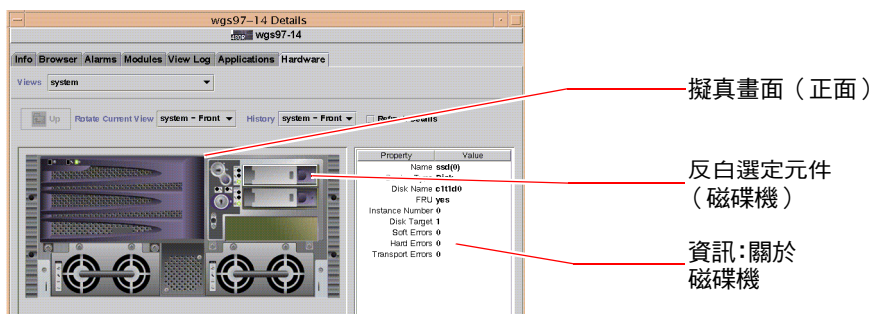 wgs97-14 Details
480R wgs97-14
Info Browser Alarms Modules View Log Applications Hardware
Views system
Up Rotate Current View system - Front History system - Front Details
擬真畫面（正面）
Property Value
Name ssd(0)
Disk
Disk Name c1t1d0
FRU yes
Instance Number 0
Disk Target 1
Soft Errors 0
Hard Errors 0
Transport Errors 0
反白選定元件
（磁碟機）
資訊：關於
磁碟機